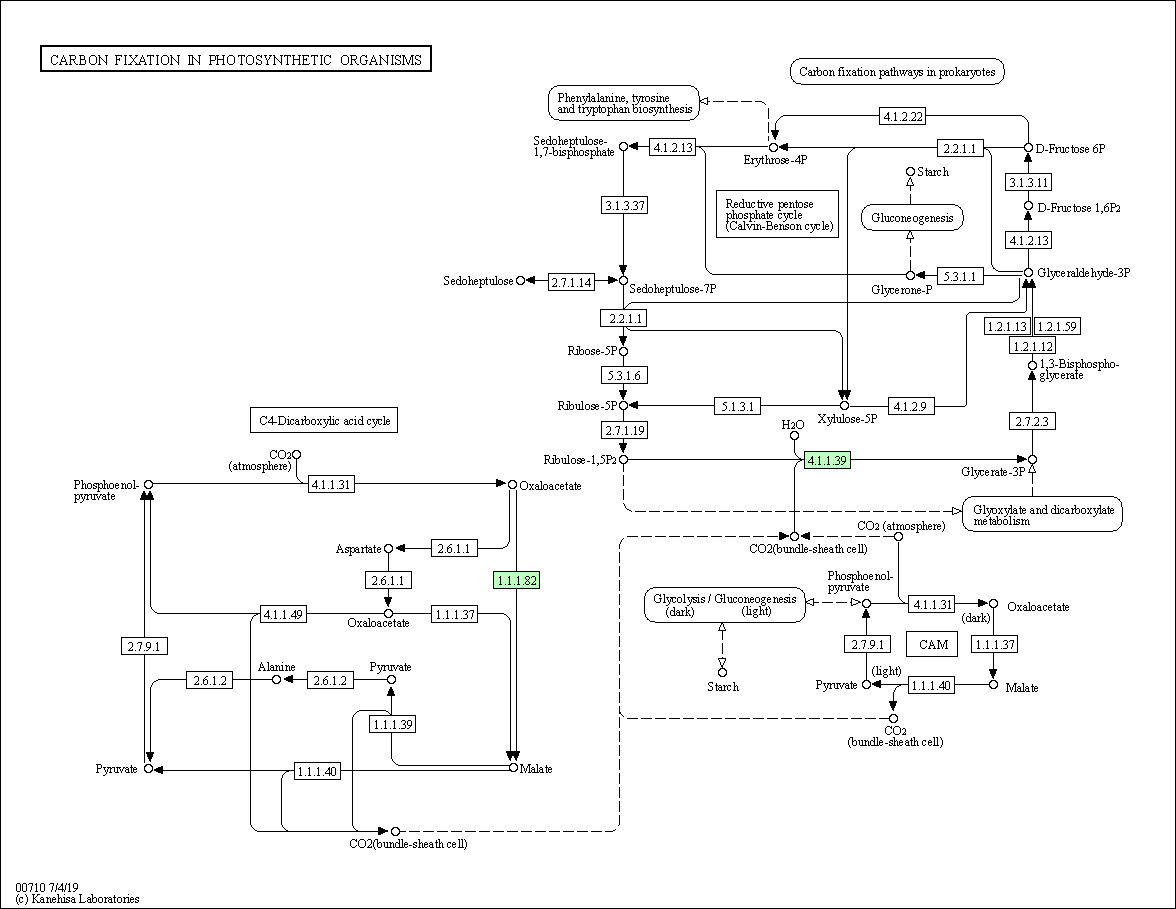 CARBON FIXATION IN PHOTOSYNTHETIC ORGANISMS
Carbon fixation pathways in prokaryotes
Phenylalanine, tyrosine
and tryptophan biosynthesis
4.1.2.22
Sedoheptulose-
1,7-bisphosphate
4.1.2.13
Erythrose-4P
2.2.1.1
D-Fructose 6P
Starch
3.1.3.11
3.1.3.37
Reductive pentose
phosphate cycle
(Calvin-Benson cycle)
Gluconeogenesis
D-Fructose 1,6P2
4.1.2.13
Sedoheptulose
2.7.1.14
Sedoheptulose-7P
Glycerone-P
5.3.1.1
Glyceraldehyde-3P
2.2.1.1
1.2.1.13
1.2.1.59
1.2.1.12
Ribose-5P
5.3.1.6
1,3-Bisphospho-
glycerate
Ribulose-5P
5.1.3.1
Xylulose-5P
4.1.2.9
2.7.1.19
2.7.2.3
H2O
Ribulose-1,5P2
4.1.1.39
Glycerate-3P
Glyoxylate and dicarboxylate
metabolism
C4-Dicarboxylic acid cycle
CO2
(atmosphere)
Phosphoenol-
pyruvate
4.1.1.31
Oxaloacetate
CO2 (atmosphere)
CO2(bundle-sheath cell)
Aspartate
2.6.1.1
2.6.1.1
1.1.1.82
Phosphoenol-
pyruvate
Glycolysis / Gluconeogenesis
(dark)
(light)
4.1.1.31
Oxaloacetate
(dark)
4.1.1.49
Oxaloacetate
1.1.1.37
2.7.9.1
2.7.9.1
CAM
1.1.1.37
Alanine
Pyruvate
2.6.1.2
2.6.1.2
Starch
(light)
Pyruvate
1.1.1.40
Malate
1.1.1.39
CO2
(bundle-sheath cell)
Pyruvate
1.1.1.40
Malate
CO2(bundle-sheath cell)
00710 7/4/19
(c) Kanehisa Laboratories